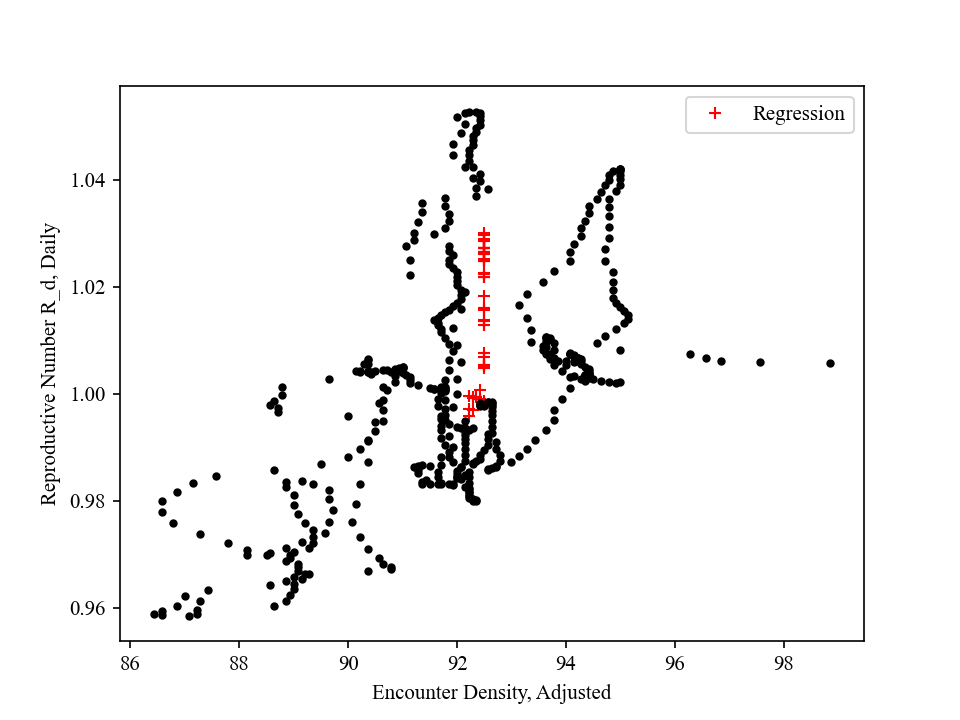 Regression
1.04
1.02
1.00
0.98
0.96
Reproductive Number R_d, Daily
86 88 90 92 94 96 98
Encounter Density, Adjusted